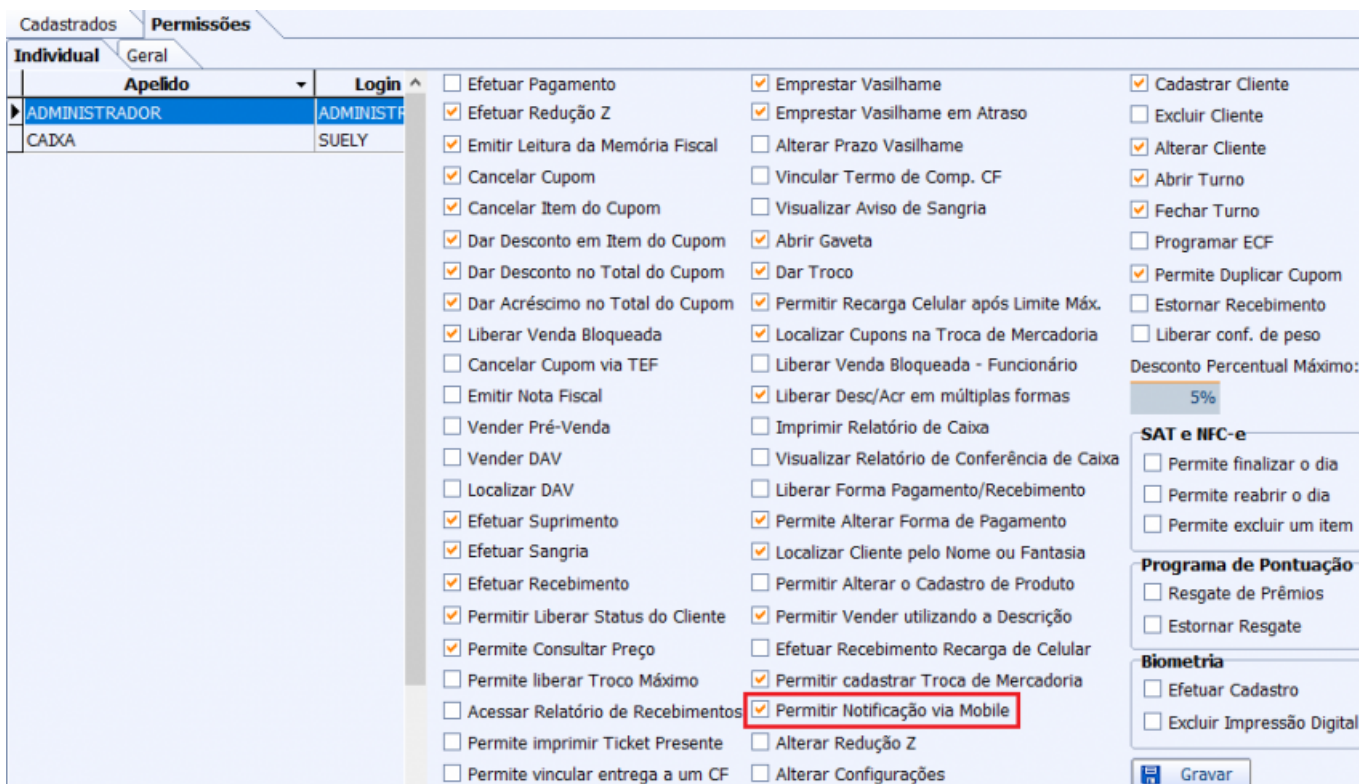 Cadastrados
Permissões
Individual
Geral
Apelido
Login
ADMINISTRADOR
ADMINISTR
CAIXA
SUELY
Efetuar Pagamento
Efetuar Redução Z
Emitir Leitura da Memória Fiscal
Cancelar Cupom
Cancelar Item do Cupom
Dar Desconto em Item do Cupom
Dar Desconto no Total do Cupom
Dar Acréscimo no Total do Cupom
Liberar Venda Bloqueada
Cancelar Cupom via TEF
Emitir Nota Fiscal
Vender Pré-Venda
Vender DAV
Localizar DAV
Efetuar Suprimento
Efetuar Sangria
Efetuar Recebimento
Permitir Liberar Status do Cliente
Permite Consultar Preço
Permite liberar Troco Máximo
Acessar Relatório de Recebimentos
Permite imprimir Ticket Presente
Permite vincular entrega a um CF
Emprestar Vasilhame
Emprestar Vasilhame em Atraso
Alterar Prazo Vasilhame
Vincular Termo de Comp. CF
Visualizar Aviso de Sangria
Abrir Gaveta
Dar Troco
Permitir Recarga Celular após Limite Máx.
Localizar Cupons na Troca de Mercadoria
Liberar Venda Bloqueada - Funcionário
Liberar Desc/Acr em múltiplas formas
Imprimir Relatório de Caixa
Visualizar Relatório de Conferência de Caixa
Liberar Forma Pagamento/Recebimento
Permite Alterar Forma de Pagamento
Localizar Cliente pelo Nome ou Fantasia
Permitir Alterar o Cadastro de Produto
Permitir Vender utilizando a Descrição
Efetuar Recebimento Recarga de Celular
Permitir cadastrar Troca de Mercadoria
Permitir Notificação via Mobile
Alterar Redução Z
Alterar Configurações
Cadastrar Cliente
Excluir Cliente
Alterar Cliente
Abrir Turno
Fechar Turno
Programar ECF
Permite Duplicar Cupom
Estornar Recebimento
Liberar conf. de peso
Desconto Percentual Máximo:
5%
SAT e NFC-e
Permite finalizar o dia
Permite reabrir o dia
Permite excluir um item
Programa de Pontuação
Resgate de Prêmios
Estornar Resgate
Biometria
Efetuar Cadastro
Excluir Impressão Digital
Gravar